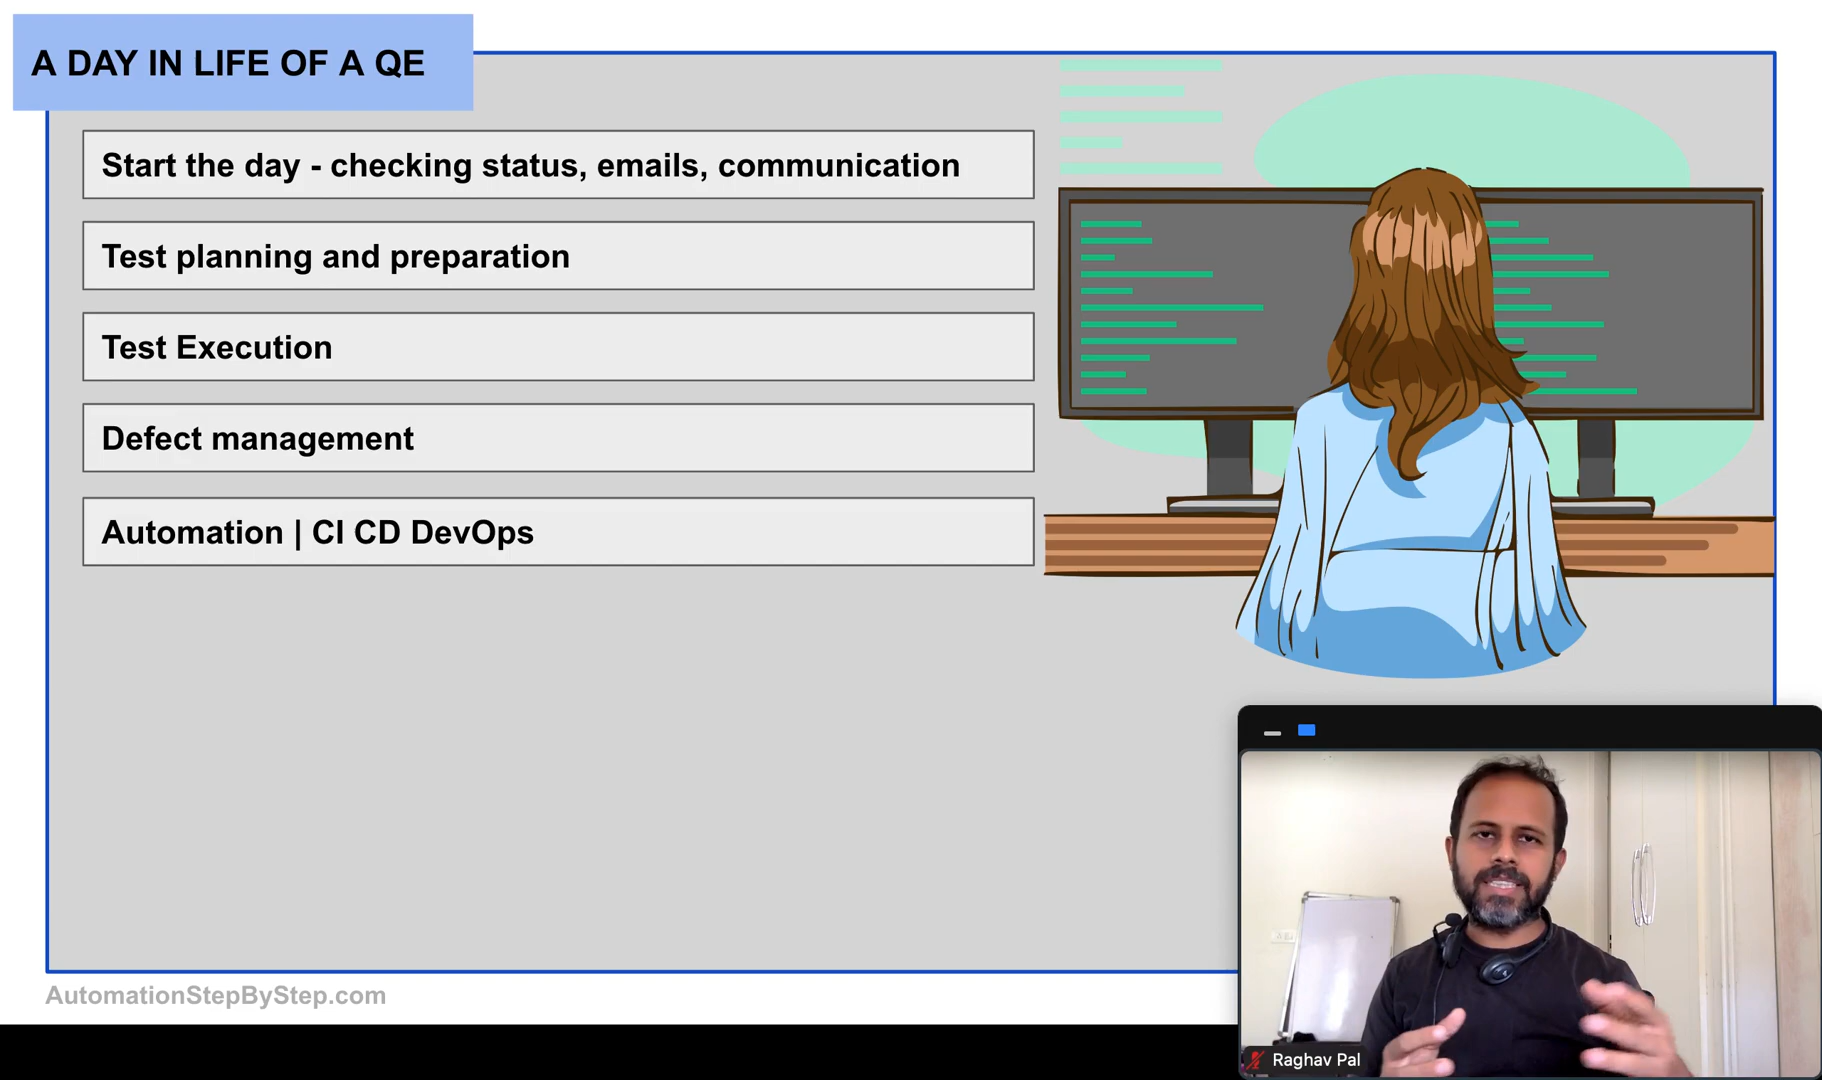 A DAY IN LIFE OF A QE
Start the day - checking status, emails, communication
Test planning and preparation
Test Execution
Defect management
Automation | CI CD DevOps
AutomationStepByStep.com
Raghav Pal